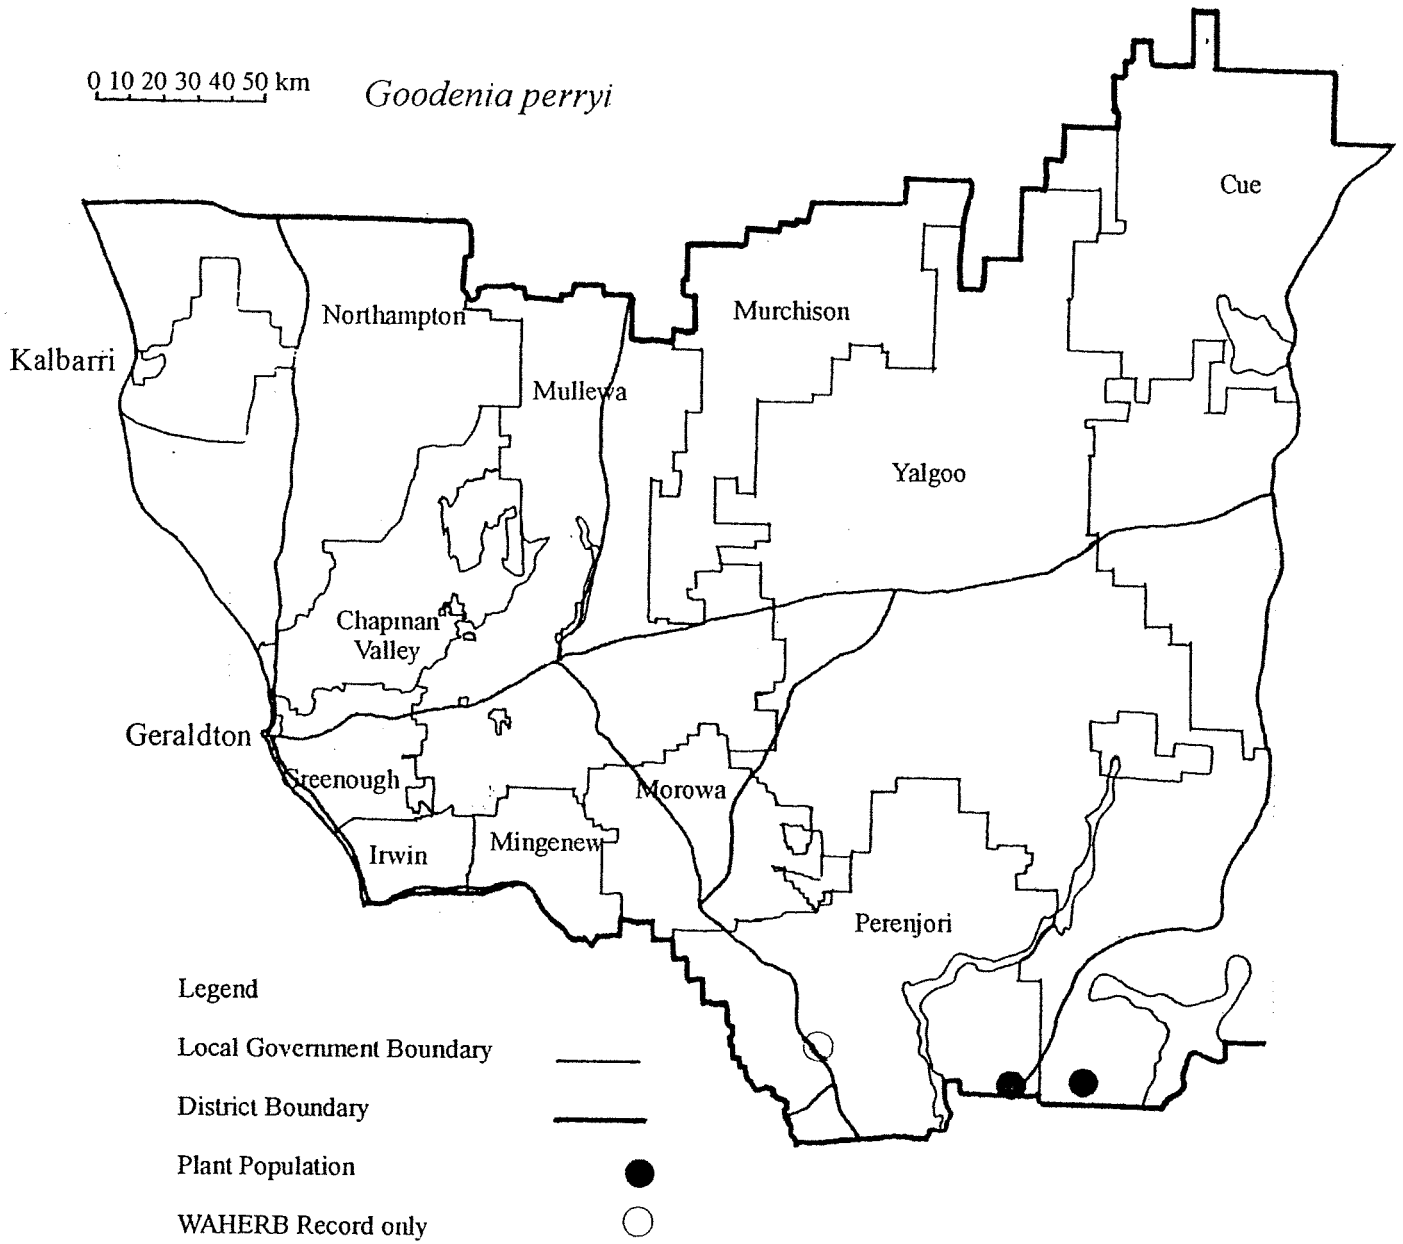 0 10 20 30 40 50 km
Goodenia perryi
Cue
Northampton
Murchison
Kalbarri
Mullewa
Yalgoo
Chapman
Valley
Geraldton
Greenough
Morowa
Irwin
Mingenew
Perenjori
Legend
Local Government Boundary
District Boundary
Plant Population
WAHERB Record only